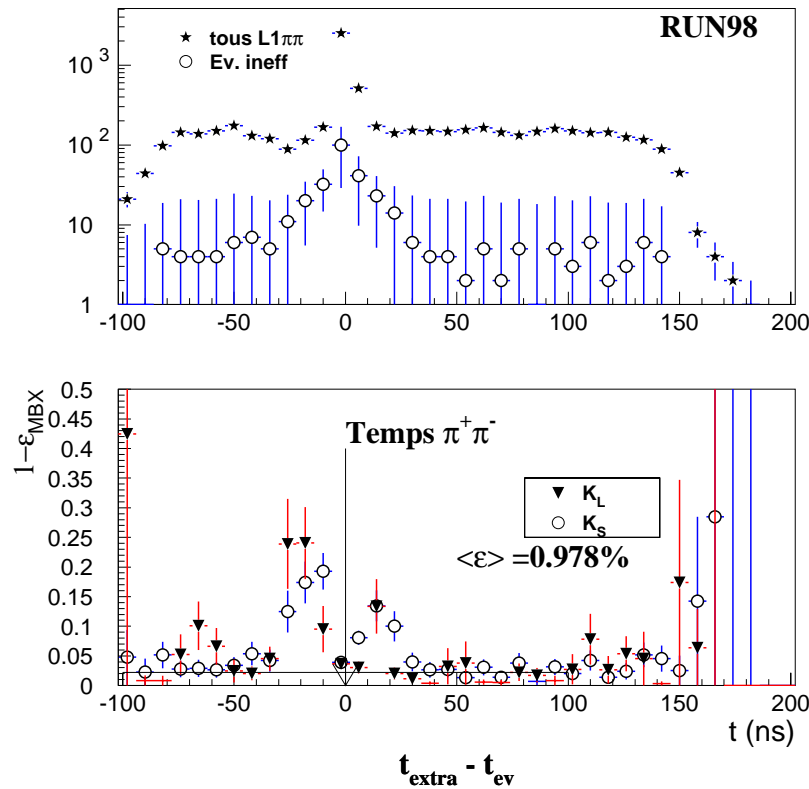 RUN98
★ tous L1ππ
○ Ev. ineff
10³
10²
10
1
-100 -50 0 50 100 150 200
1-ε_MBX
0.5
0.45
0.4
0.35
0.3
0.25
0.2
0.15
0.1
0.05
0
Temps π⁺π⁻
▼ K_L
○ K_S
<ε> =0.978%
-100 -50 0 50 100 150 200
t (ns)
t_extra - t_ev